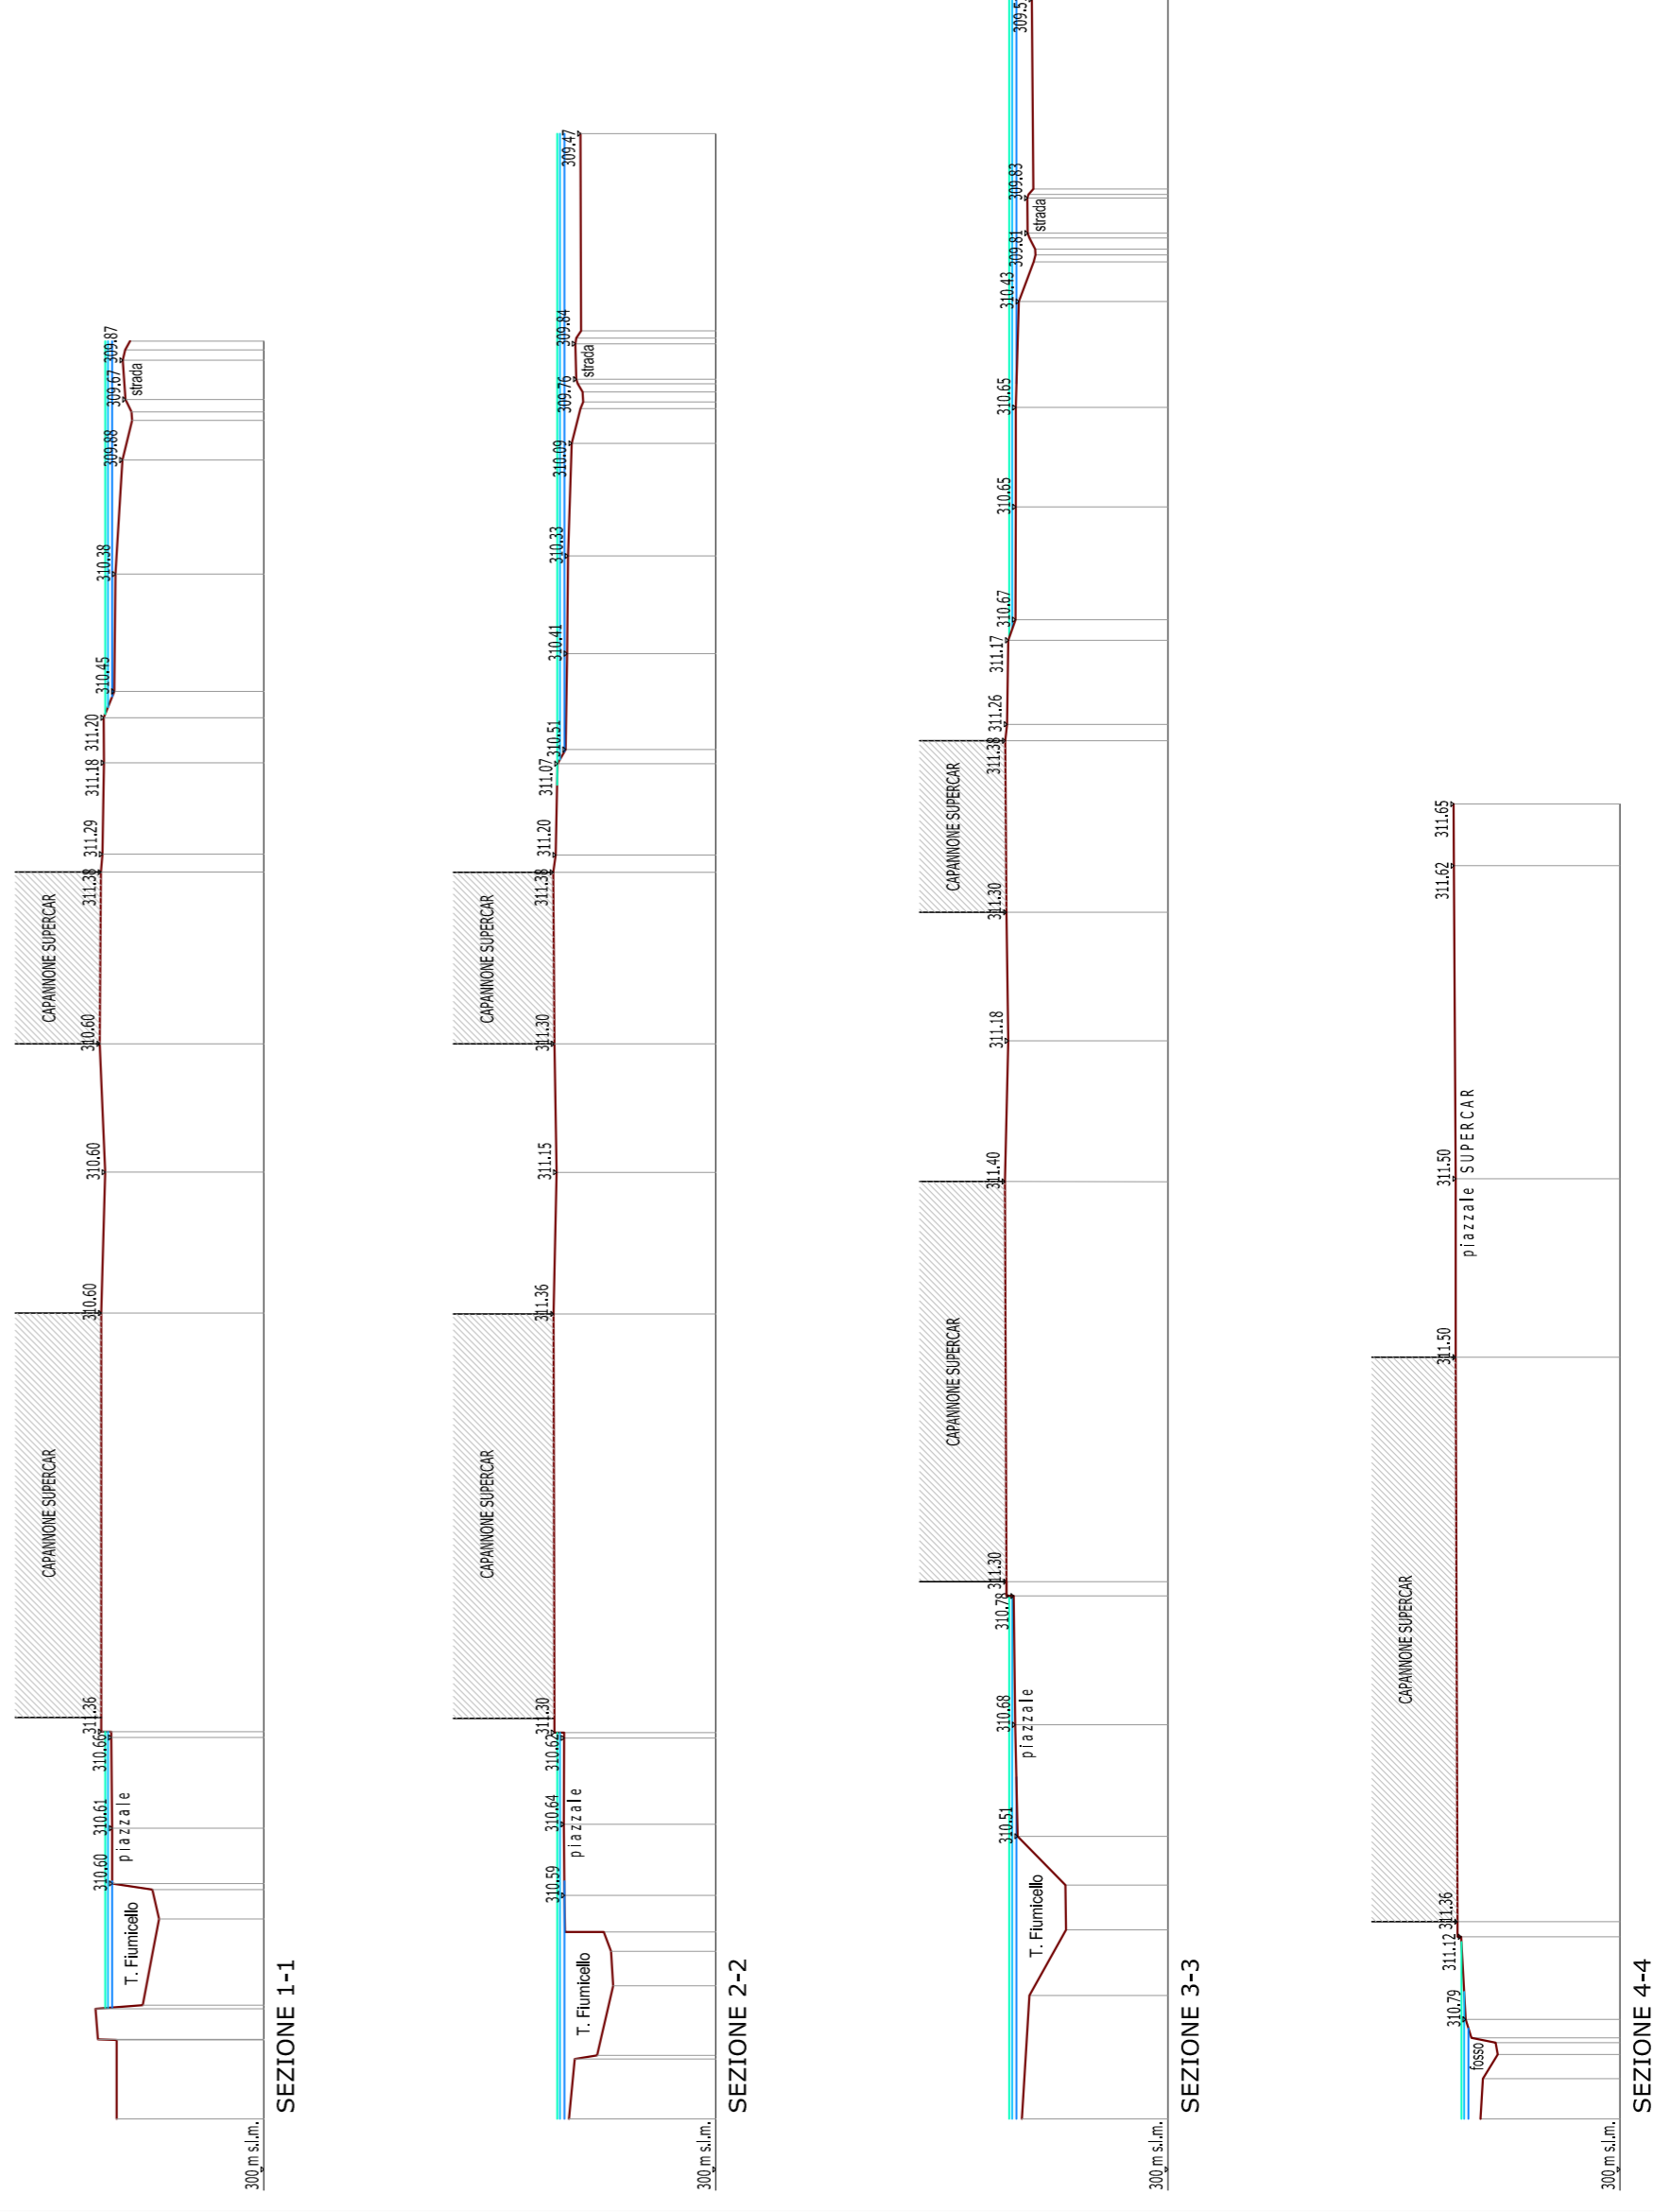 SEZIONE 1-1
300 m s.l.m.
T. Fiumicello
310.60
310.61
piazzale
310.66
311.36
CAPANNONE SUPERCAR
310.60
310.60
310.60
CAPANNONE SUPERCAR
311.38
311.29
311.18
311.20
310.45
310.38
309.88
309.67
strada
309.87
SEZIONE 2-2
300 m s.l.m.
T. Fiumicello
310.59
310.64
piazzale
310.62
311.30
CAPANNONE SUPERCAR
311.36
311.15
311.30
CAPANNONE SUPERCAR
311.38
311.20
311.07
310.51
310.41
310.33
310.09
309.76
strada
309.84
309.47
SEZIONE 3-3
300 m s.l.m.
T. Fiumicello
310.51
310.68
piazzale
310.78
311.30
CAPANNONE SUPERCAR
311.40
311.18
311.30
CAPANNONE SUPERCAR
311.38
311.26
311.17
310.67
310.65
310.65
310.43
309.81
strada
309.83
SEZIONE 4-4
300 m s.l.m.
fosso
310.79
311.12
311.36
CAPANNONE SUPERCAR
311.50
311.50
piazzale SUPERCAR
311.62
311.65